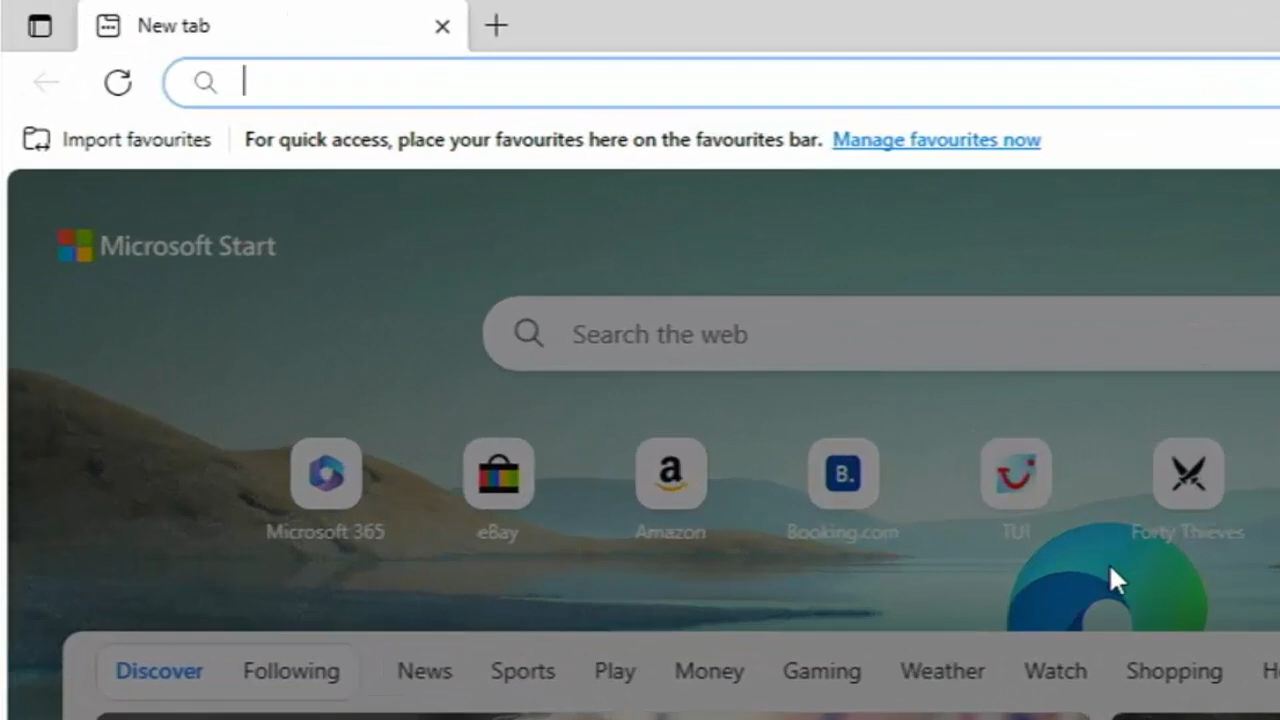 New tab
Import favourites For quick access, place your favourites here on the favourites bar. Manage favourites now
Microsoft Start
Search the web
a B.
Microsoft 365 eBay Amazon Booking.com TUI Forty Thieves
Discover Following News Sports Play Money Gaming Weather Watch Shopping H